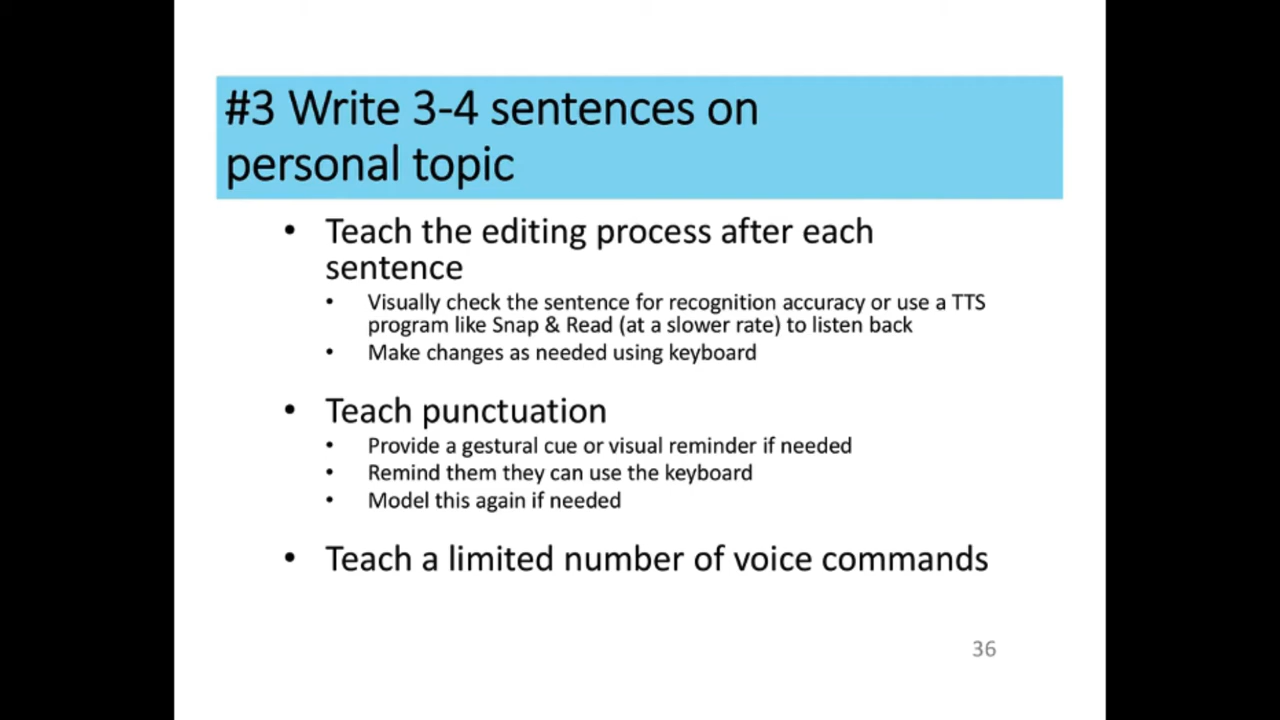 #3 Write 3-4 sentences on
personal topic
• Teach the editing process after each
sentence
• Visually check the sentence for recognition accuracy or use a TTS
program like Snap & Read (at a slower rate) to listen back
• Make changes as needed using keyboard
• Teach punctuation
• Provide a gestural cue or visual reminder if needed
• Remind them they can use the keyboard
• Model this again if needed
• Teach a limited number of voice commands
36